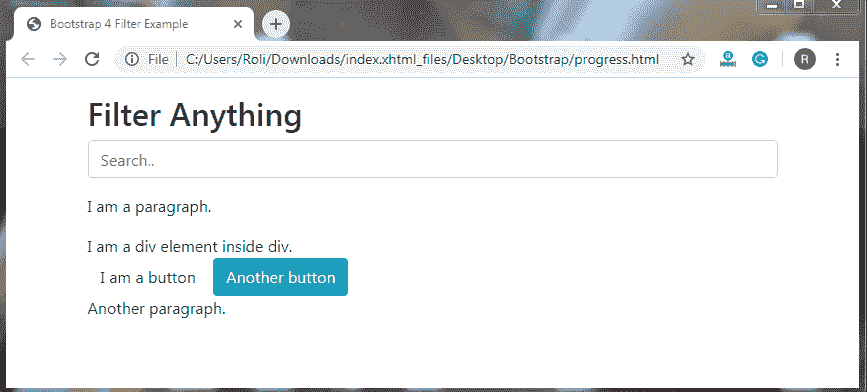 Bootstrap 4 Filter Example
File C:/Users/Roli/Downloads/index.xhtml_files/Desktop/Bootstrap/progress.html R
Filter Anything
Search..
I am a paragraph.
I am a div element inside div.
I am a button Another button
Another paragraph.